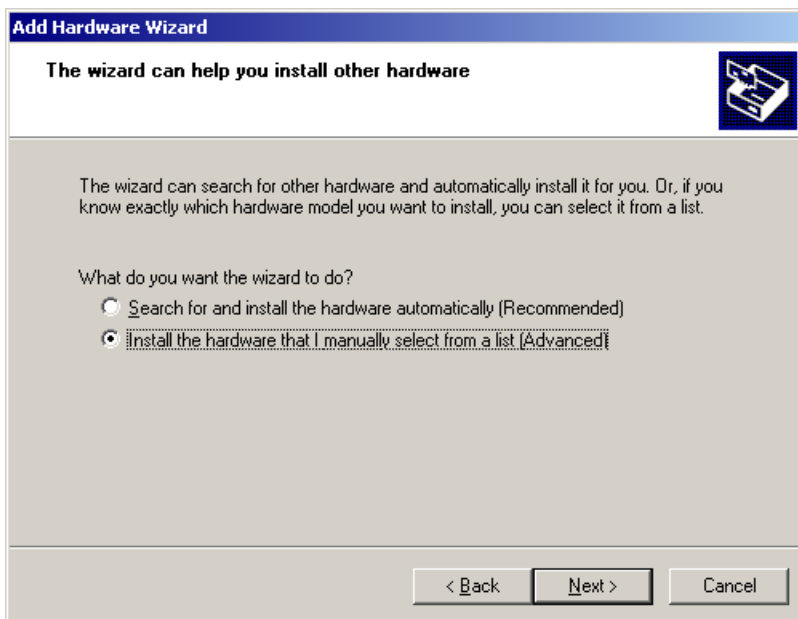 Add Hardware Wizard
The wizard can help you install other hardware
The wizard can search for other hardware and automatically install it for you. Or, if you
know exactly which hardware model you want to install, you can select it from a list.
What do you want the wizard to do?
Search for and install the hardware automatically (Recommended)
Install the hardware that I manually select from a list (Advanced)
< Back Next > Cancel